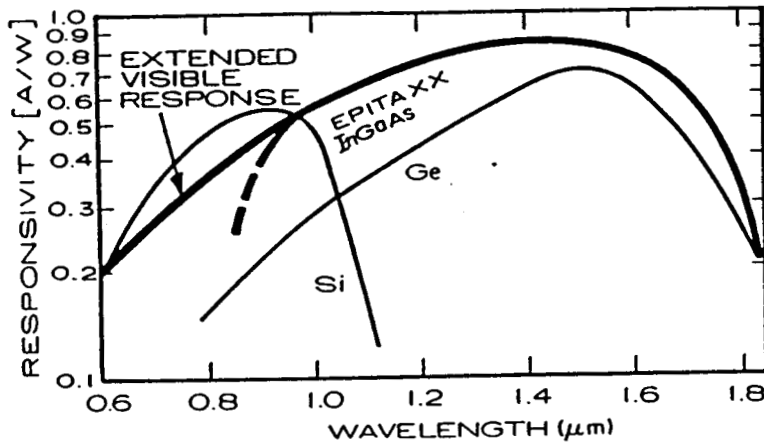 RESPONSIVITY [A/W]
1.0
0.9
0.8
0.7
0.6
0.5
0.4
0.3
0.2
0.1
EXTENDED
VISIBLE
RESPONSE
EPITAXX
InGaAs
Ge
Si
0.6 0.8 1.0 1.2 1.4 1.6 1.8
WAVELENGTH (μm)